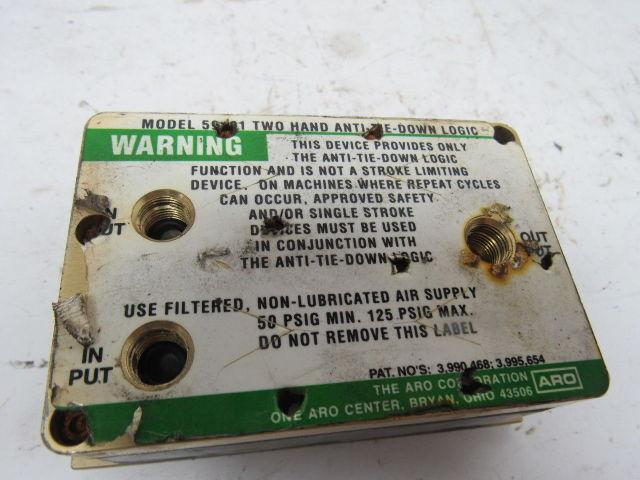 MODEL TWO HAND ANTI-TIE-DOWN LOGIC
WARNING
THIS DEVICE PROVIDES ONLY
THE ANTI-TIE-DOWN LOGIC
FUNCTION AND IS NOT A STROKE LIMITING
DEVICE. ON MACHINES WHERE REPEAT CYCLES
CAN OCCUR, APPROVED SAFETY
AND/OR SINGLE STROKE
DEVICES MUST BE USED
IN CONJUNCTION WITH
THE ANTI-TIE-DOWN LOGIC
IN
PUT
OUT
PUT
USE FILTERED, NON-LUBRICATED AIR SUPPLY
50 PSIG MIN. 125 PSIG MAX.
DO NOT REMOVE THIS LABEL
IN
PUT
PAT. NO'S: 3,990,468; 3,995,654
THE ARO CORPORATION ARO
ONE ARO CENTER, BRYAN, OHIO 43506